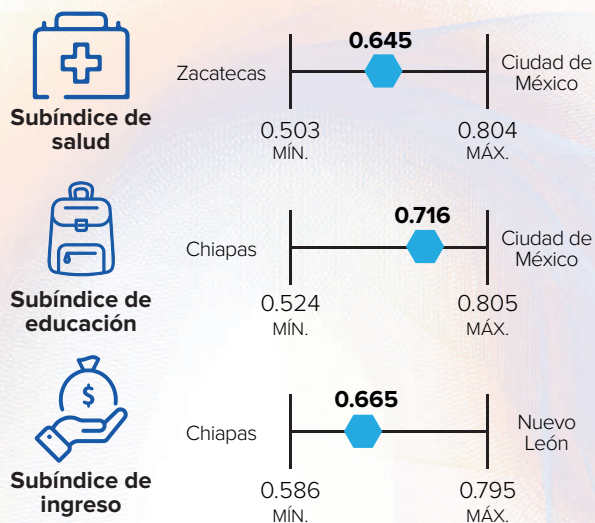 Subíndice de
salud
Zacatecas
0.645
Ciudad de
México
0.503
MÍN.
0.804
MÁX.
Subíndice de
educación
Chiapas
0.716
Ciudad de
México
0.524
MÍN.
0.805
MÁX.
$
Subíndice de
ingreso
Chiapas
0.665
Nuevo
León
0.586
MÍN.
0.795
MÁX.